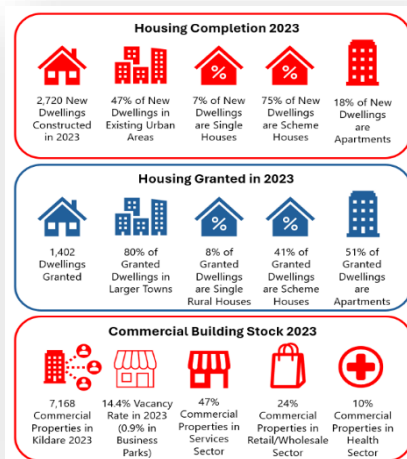 Housing Completion 2023
2,720 New
Dwellings
Constructed
in 2023
47% of New
Dwellings in
Existing Urban
Areas
%
7% of New
Dwellings
are Single
Houses
%
75% of New
Dwellings
are Scheme
Houses
18% of New
Dwellings
are
Apartments
Housing Granted in 2023
1,402
Dwellings
Granted
80% of
Granted
Dwellings in
Larger Towns
%
8% of
Granted
Dwellings
are Single
Rural Houses
%
41% of
Granted
Dwellings
are Scheme
Houses
51% of
Granted
Dwellings
are
Apartments
Commercial Building Stock 2023
7,168
Commercial
Properties in
Kildare 2023
14.4% Vacancy
Rate in 2023
(0.9% in
Business
Parks)
47%
Commercial
Properties in
Services
Sector
24%
Commercial
Properties in
Retail/Wholesale
Sector
10%
Commercial
Properties in
Health
Sector